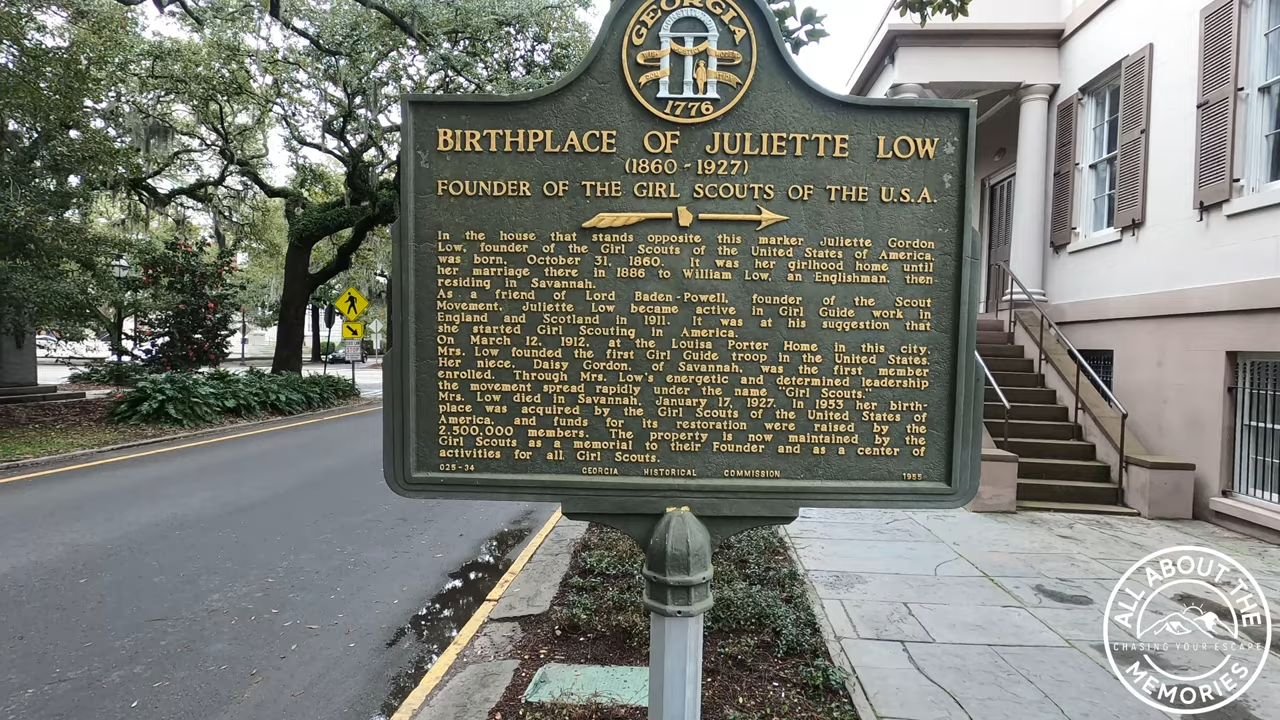 GEORGIA
CONSTITUTION
1776
BIRTHPLACE OF JULIETTE LOW
(1860-1927)
FOUNDER OF THE GIRL SCOUTS OF THE U.S.A.
In the house that stands opposite this marker Juliette Gordon
Low, founder of the Girl Scouts of the United States of America,
was born, October 31, 1860. It was her girlhood home until
her marriage there in 1886 to William Low, an Englishman, then
residing in Savannah.
As a friend of Lord Baden-Powell, founder of the Scout
Movement, Juliette Low became active in Girl Guide work in
England and Scotland in 1911. It was at his suggestion that
she started Girl Scouting in America.
On March 12, 1912, at the Louisa Porter Home in this city,
Mrs. Low founded the first Girl Guide troop in the United States.
Her niece, Daisy Gordon, of Savannah, was the first member
enrolled. Through Mrs. Low's energetic and determined leadership
the movement spread rapidly under the name "Girl Scouts."
Mrs. Low died in Savannah, January 17, 1927. In 1953 her birth-
place was acquired by the Girl Scouts of the United States of
America, and funds for its restoration were raised by the
2,500,000 members. The property is now maintained by the
Girl Scouts as a memorial to their Founder and as a center of
activities for all Girl Scouts.
025-34 GEORGIA HISTORICAL COMMISSION 1955
ALL ABOUT THE
CHASING YOUR ESCAPE
MEMORIES